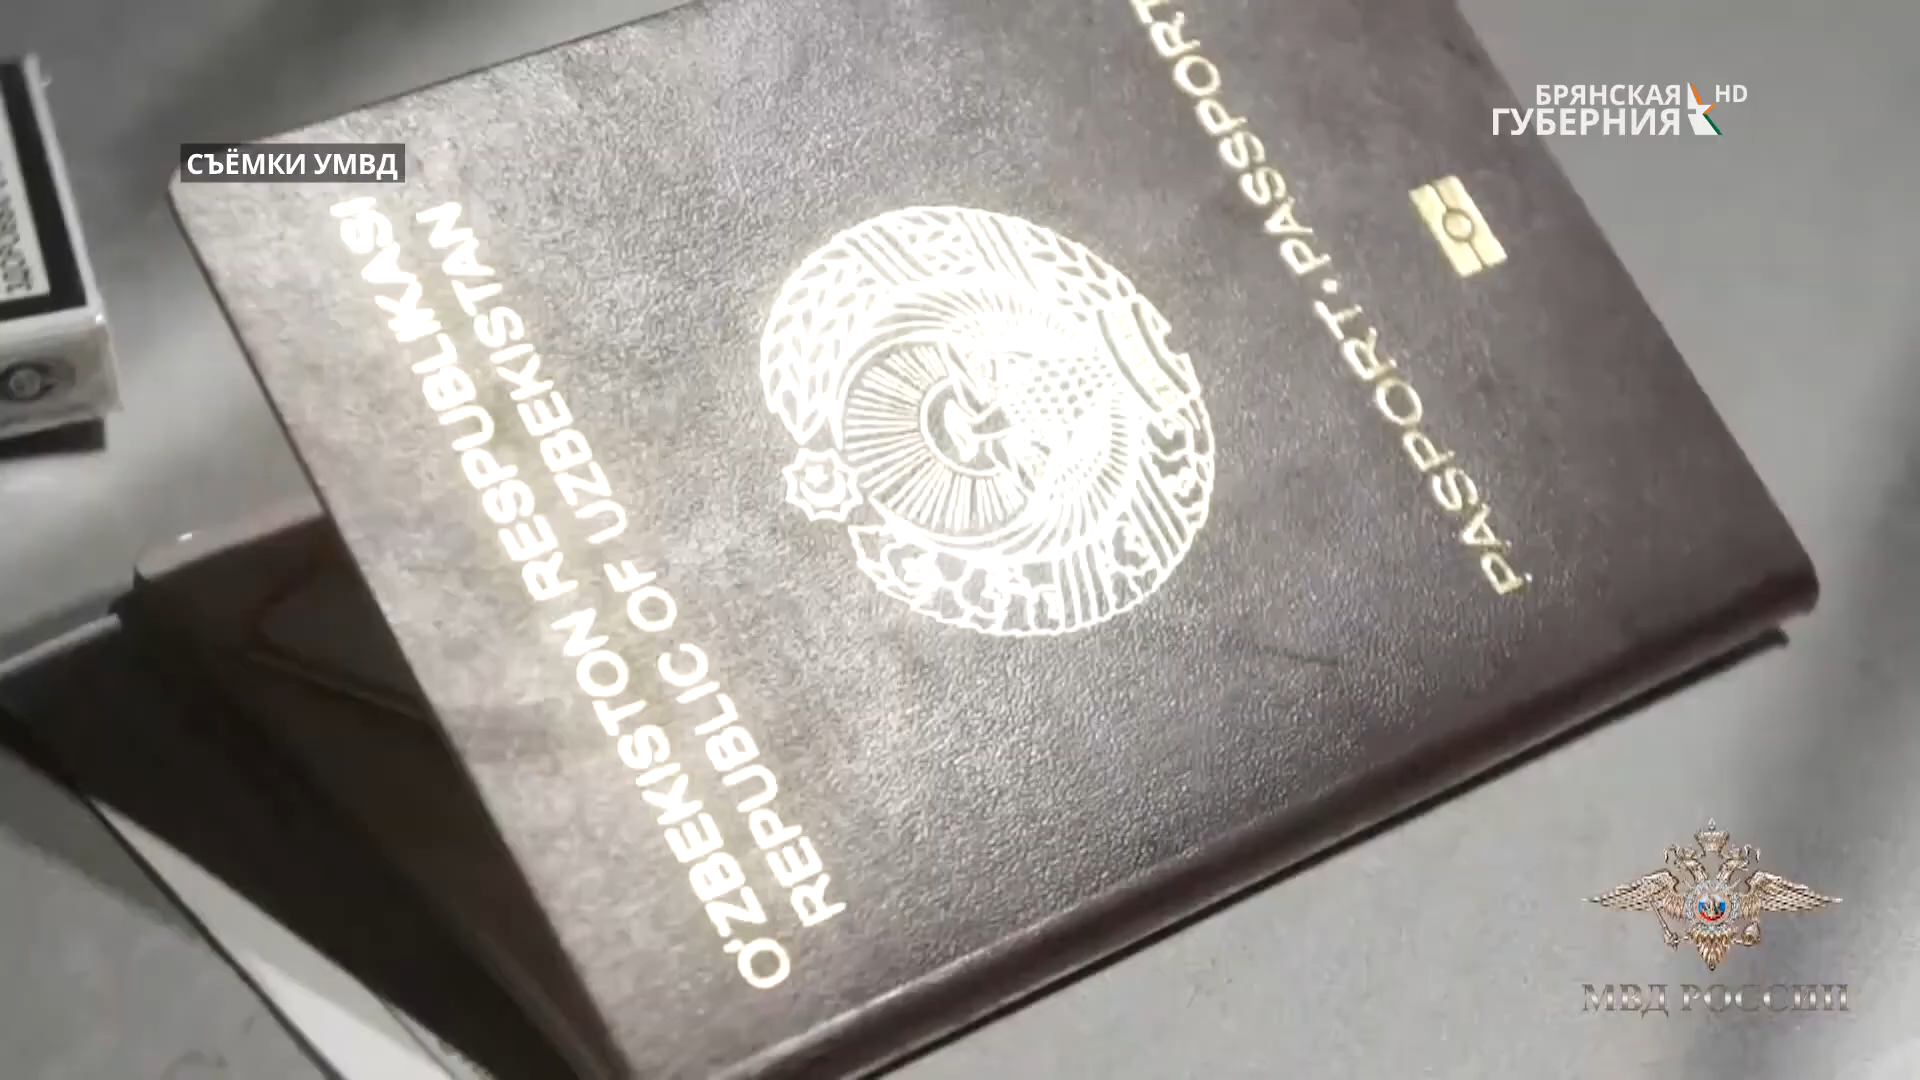 БРЯНСКАЯ HD
ГУБЕРНИЯ
СЪЁМКИ УМВД
O'ZBEKISTON RESPUBLIKASI
REPUBLIC OF UZBEKISTAN
PASPORT • PASSPORT
МВД РОССИИ